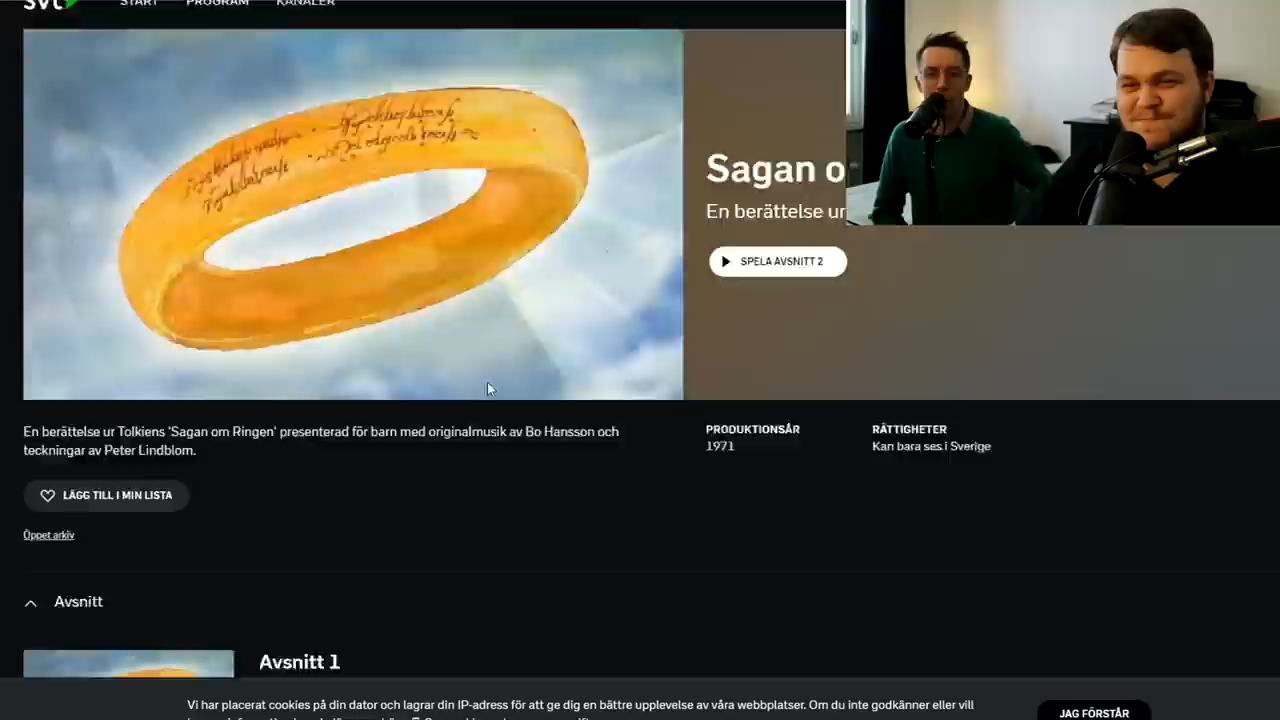 svt START PROGRAM KANALER
Sagan o
En berättelse ur
SPELA AVSNITT 2
En berättelse ur Tolkiens 'Sagan om Ringen' presenterad för barn med originalmusik av Bo Hansson och
teckningar av Peter Lindblom.
PRODUKTIONSÅR
1971
RÄTTIGHETER
Kan bara ses i Sverige
LÄGG TILL I MIN LISTA
Öppet arkiv
Avsnitt
Avsnitt 1
Vi har placerat cookies på din dator och lagrar din IP-adress för att ge dig en bättre upplevelse av våra webbplatser. Om du inte godkänner eller vill
JAG FÖRSTÅR